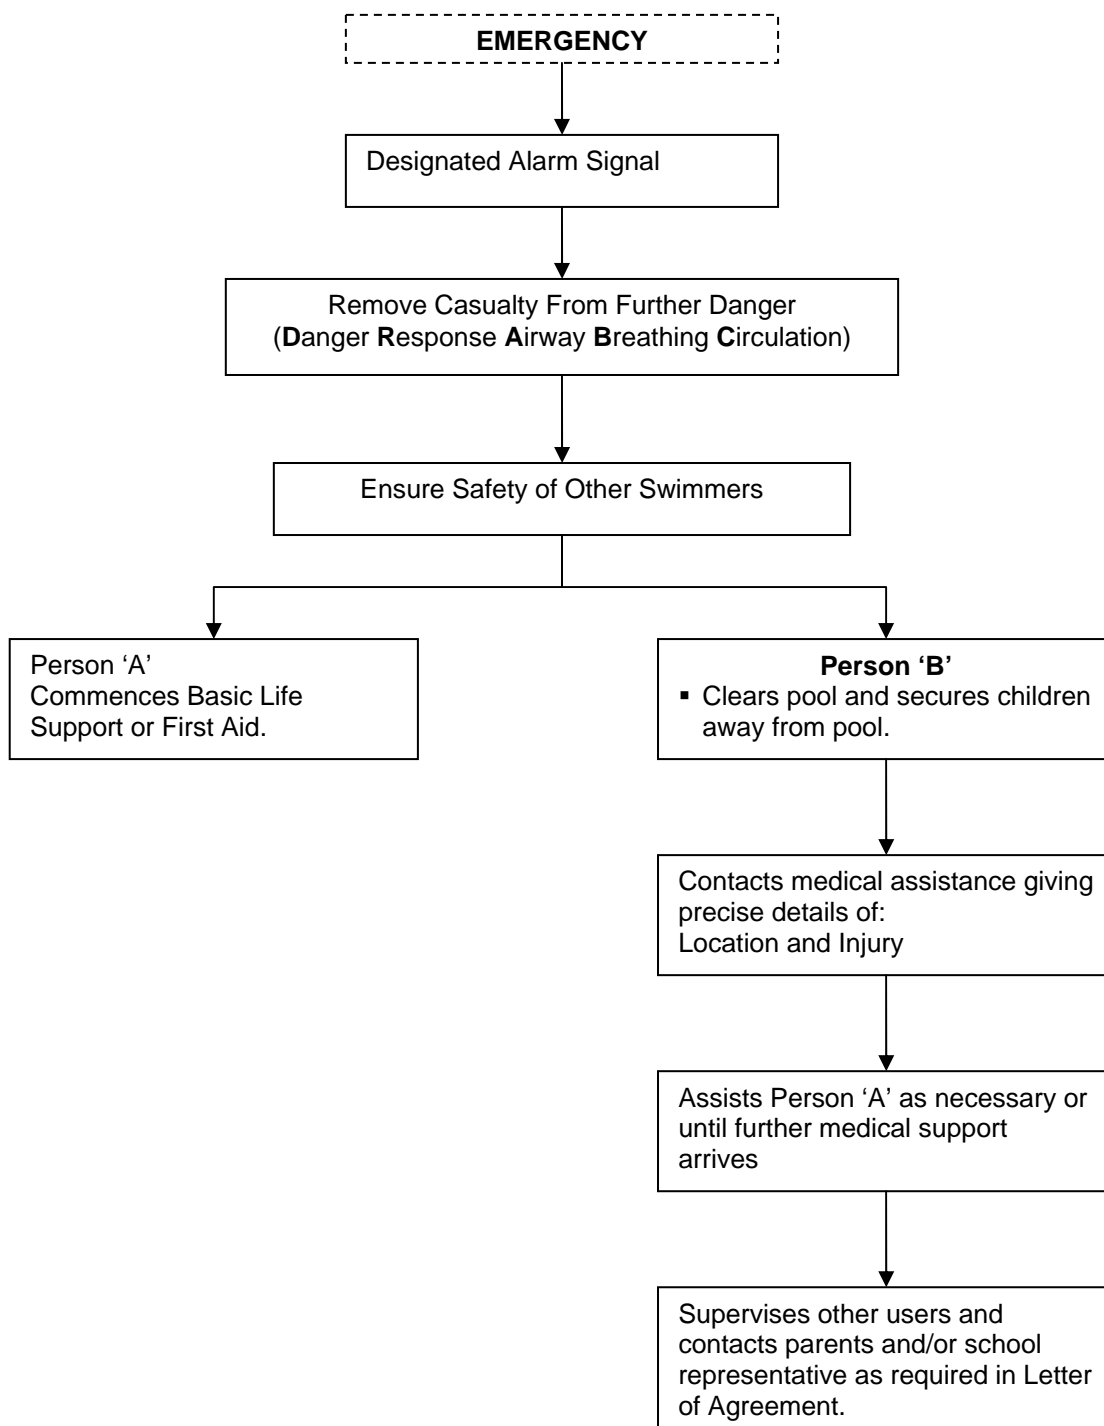 EMERGENCY
Designated Alarm Signal
Remove Casualty From Further Danger
(Danger Response Airway Breathing Circulation)
Ensure Safety of Other Swimmers
Person ‘A’
Commences Basic Life
Support or First Aid.
Person ‘B’
▪ Clears pool and secures children
away from pool.
Contacts medical assistance giving
precise details of:
Location and Injury
Assists Person ‘A’ as necessary or
until further medical support
arrives
Supervises other users and
contacts parents and/or school
representative as required in Letter
of Agreement.